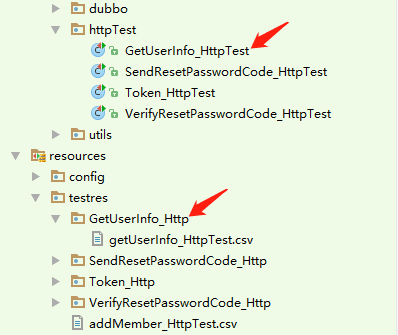 dubbo
httpTest
GetUserInfo_HttpTest
SendResetPasswordCode_HttpTest
Token_HttpTest
VerifyResetPasswordCode_HttpTest
utils
resources
config
testres
GetUserInfo_Http
getUserInfo_HttpTest.csv
SendResetPasswordCode_Http
Token_Http
VerifyResetPasswordCode_Http
addMember_HttpTest.csv